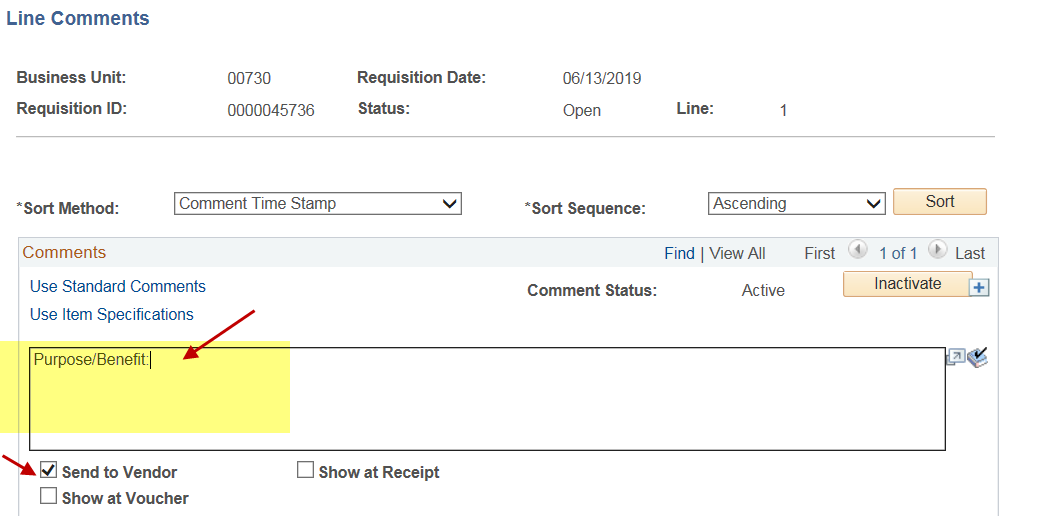 Line Comments
Business Unit: 00730 Requisition Date: 06/13/2019
Requisition ID: 0000045736 Status: Open Line: 1
*Sort Method: Comment Time Stamp *Sort Sequence: Ascending Sort
Comments Find | View All First 1 of 1 Last
Use Standard Comments Comment Status: Active Inactivate
Use Item Specifications
Purpose/Benefit:
Send to Vendor Show at Receipt
Show at Voucher